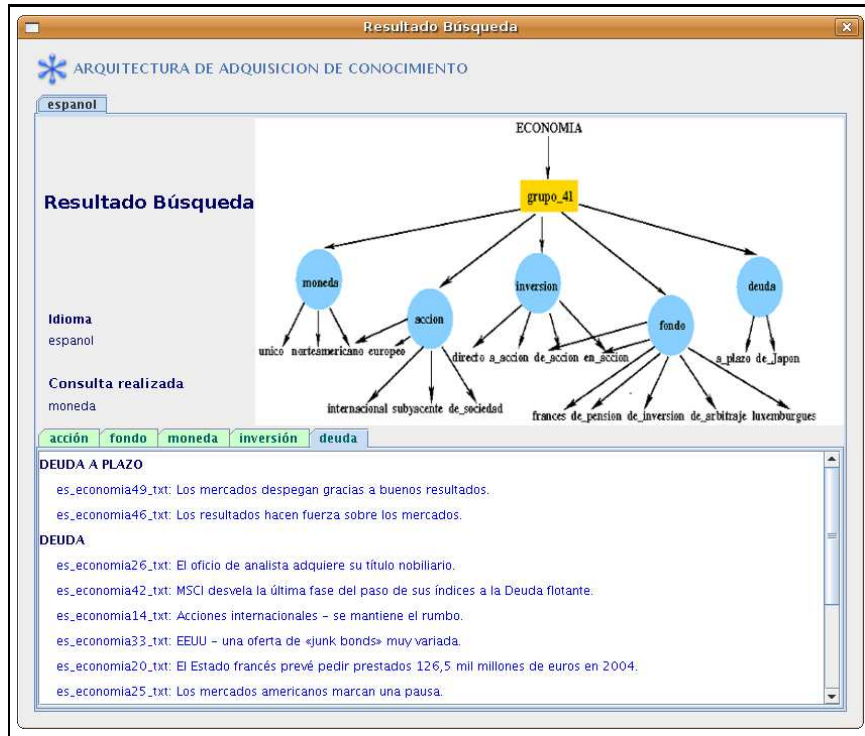 Resultado Búsqueda
ARQUITECTURA DE ADQUISICION DE CONOCIMIENTO
espanol
ECONOMIA
grupo_41
Resultado Búsqueda
moneda
accion
inversion
fondo
deuda
Idioma
espanol
unico norteamericano europeo
directo a_accion de_accion en_accion
a_plazo de_Japon
Consulta realizada
moneda
internacional subyacente de_sociedad
frances de_pension de_inversion de_arbitraje luxemburgues
acción fondo moneda inversión deuda
DEUDA A PLAZO
es_economia49_txt: Los mercados despegan gracias a buenos resultados.
es_economia46_txt: Los resultados hacen fuerza sobre los mercados.
DEUDA
es_economia26_txt: El oficio de analista adquiere su título nobiliario.
es_economia42_txt: MSCI desvela la última fase del paso de sus índices a la Deuda flotante.
es_economia14_txt: Acciones internacionales – se mantiene el rumbo.
es_economia33_txt: EEUU – una oferta de «junk bonds» muy variada.
es_economia20_txt: El Estado francés prevé pedir prestados 126,5 mil millones de euros en 2004.
es_economia25_txt: Los mercados americanos marcan una pausa.